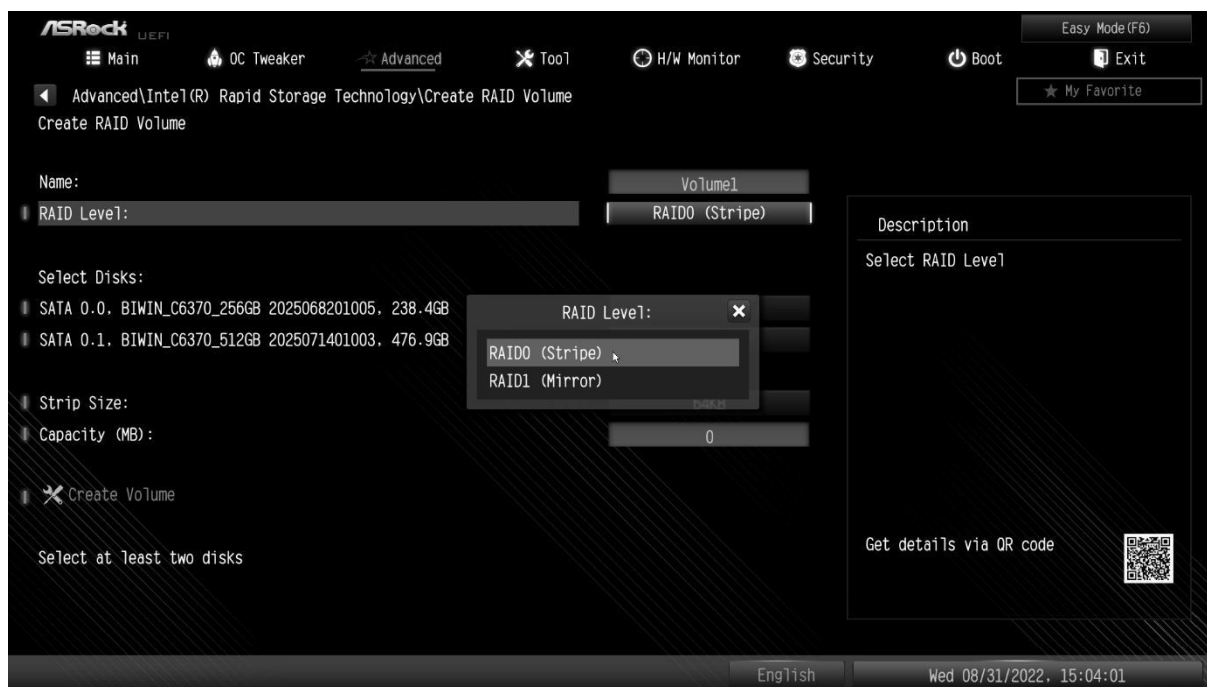 ASRock UEFI
Easy Mode(F6)
Main OC Tweaker Advanced Tool H/W Monitor Security Boot Exit
Advanced\Intel(R) Rapid Storage Technology\Create RAID Volume
My Favorite
Create RAID Volume
Name: Volume1
RAID Level: RAID0 (Stripe)
Description
Select RAID Level
Select Disks:
SATA 0.0, BIWIN_C6370_256GB 2025068201005, 238.4GB
SATA 0.1, BIWIN_C6370_512GB 2025071401003, 476.9GB
RAID Level:
RAID0 (Stripe)
RAID1 (Mirror)
Strip Size: 64KB
Capacity (MB): 0
Create Volume
Select at least two disks
Get details via QR code
English
Wed 08/31/2022, 15:04:01